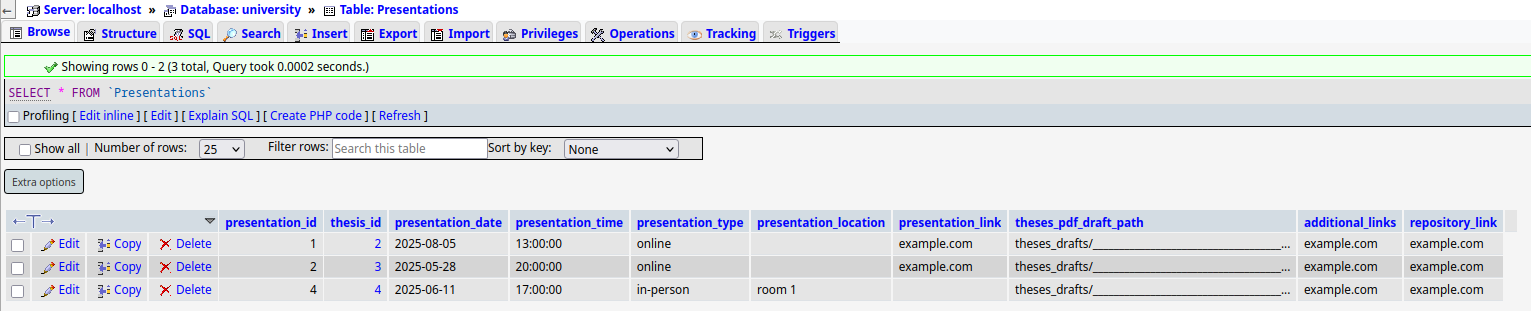 ← Server: localhost » Database: university » Table: Presentations
Browse Structure SQL Search Insert Export Import Privileges Operations Tracking Triggers
Showing rows 0 - 2 (3 total, Query took 0.0002 seconds.)
SELECT * FROM `Presentations`
Profiling [ Edit inline ] [ Edit ] [ Explain SQL ] [ Create PHP code ] [ Refresh ]
Show all | Number of rows: 25 Filter rows: Search this table Sort by key: None
Extra options
←T→ presentation_id thesis_id presentation_date presentation_time presentation_type presentation_location presentation_link theses_pdf_draft_path additional_links repository_link
Edit Copy Delete 1 2 2025-08-05 13:00:00 online example.com theses_drafts/___________________________________... example.com example.com
Edit Copy Delete 2 3 2025-05-28 20:00:00 online example.com theses_drafts/___________________________________... example.com example.com
Edit Copy Delete 4 4 2025-06-11 17:00:00 in-person room 1 theses_drafts/___________________________________... example.com example.com